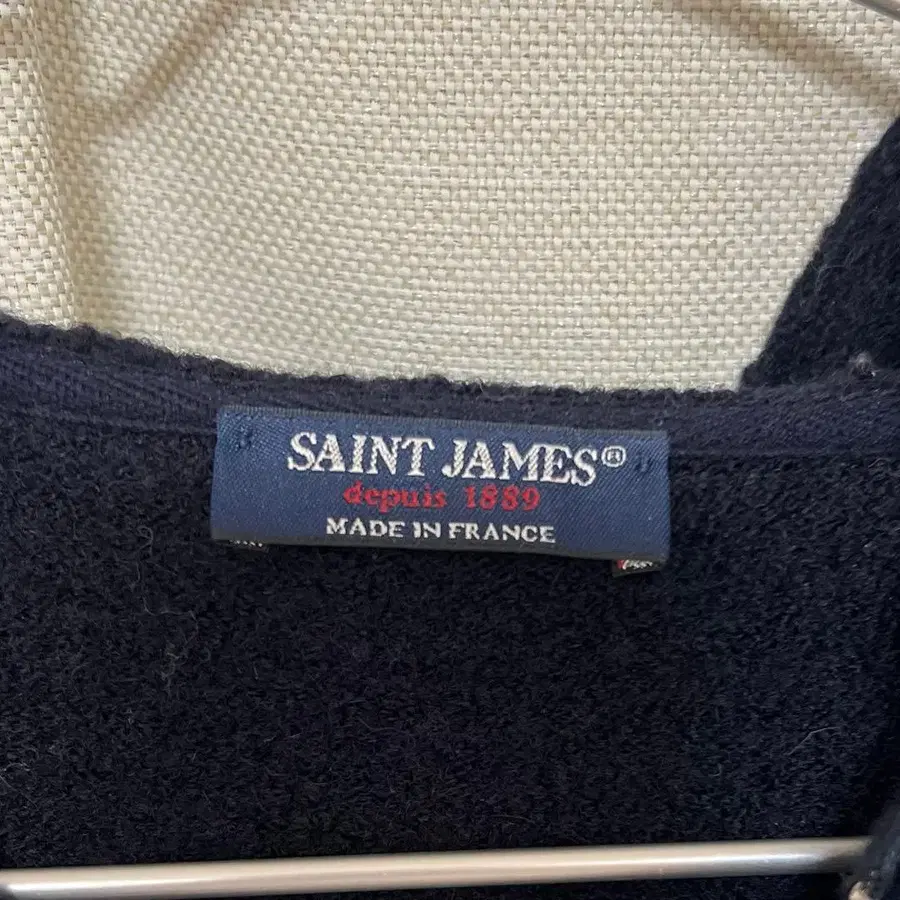 SAINT JAMES®
depuis 1889
MADE IN FRANCE